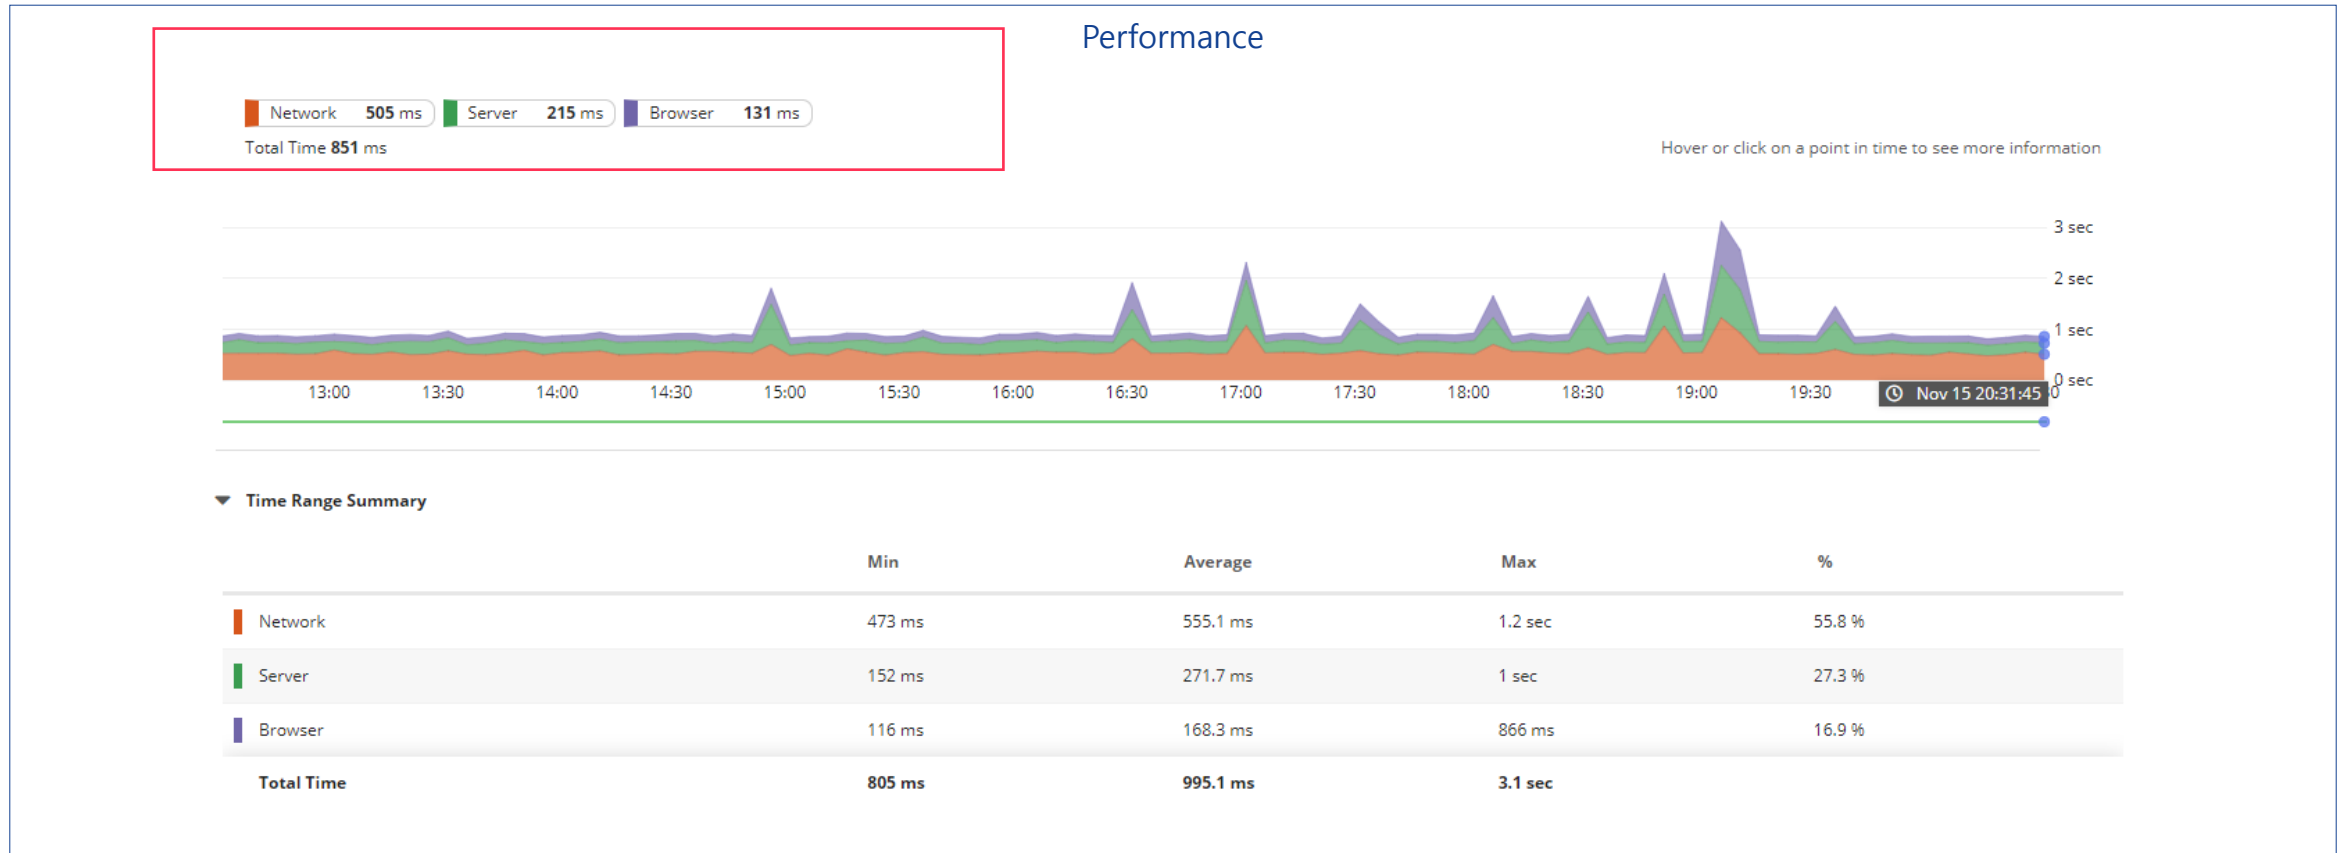 Performance
Network 505 ms Server 215 ms Browser 131 ms
Total Time 851 ms
Hover or click on a point in time to see more information
3 sec
2 sec
1 sec
0 sec
13:00 13:30 14:00 14:30 15:00 15:30 16:00 16:30 17:00 17:30 18:00 18:30 19:00 19:30
Nov 15 20:31:45
Time Range Summary
Min Average Max %
Network 473 ms 555.1 ms 1.2 sec 55.8 %
Server 152 ms 271.7 ms 1 sec 27.3 %
Browser 116 ms 168.3 ms 866 ms 16.9 %
Total Time 805 ms 995.1 ms 3.1 sec